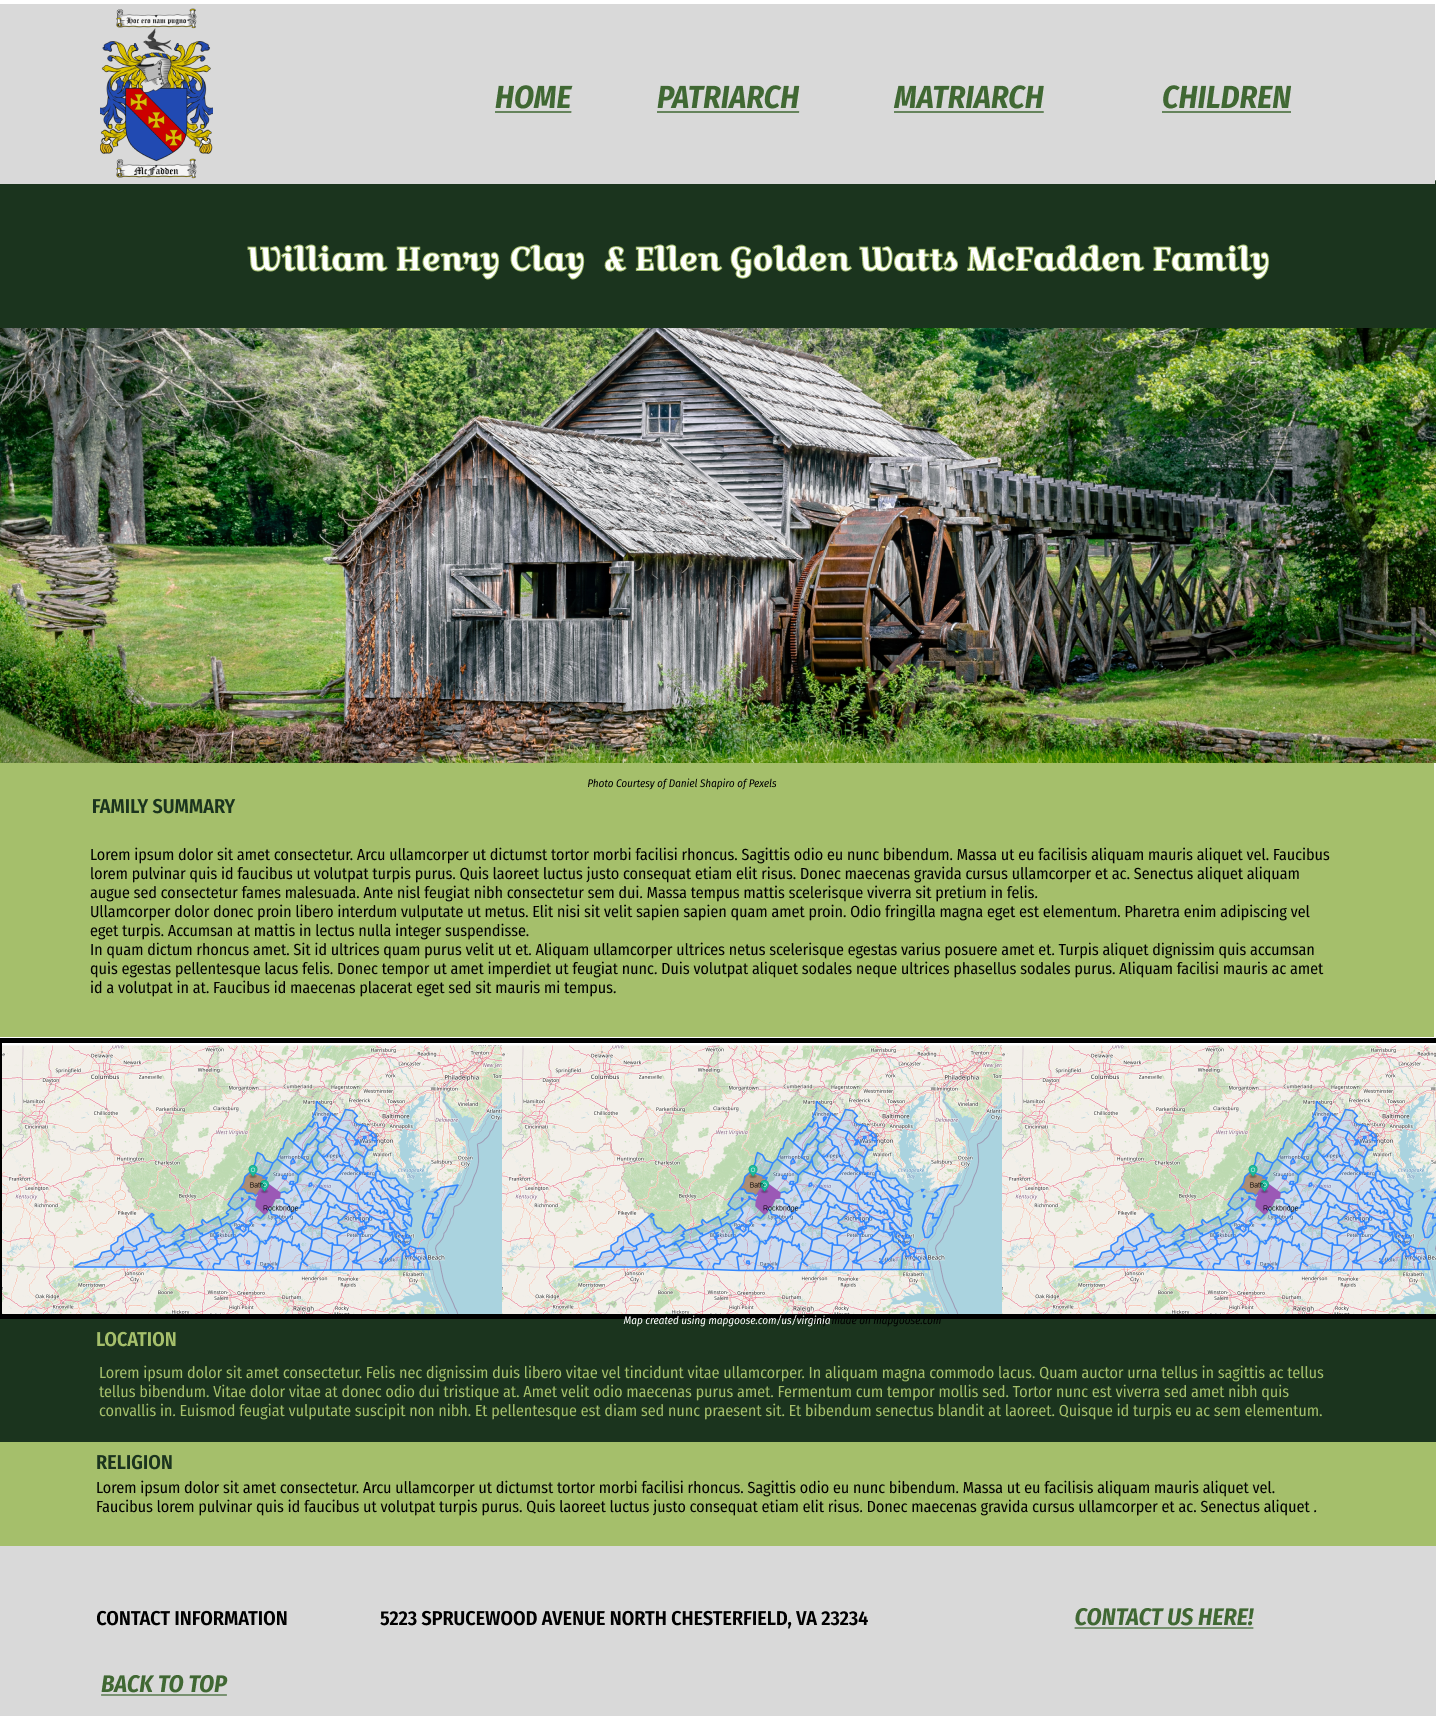 Hoc ero nam pugno
McFadden
HOME PATRIARCH MATRIARCH CHILDREN
William Henry Clay & Ellen Golden Watts McFadden Family
Photo Courtesy of Daniel Shapiro of Pexels
FAMILY SUMMARY
Lorem ipsum dolor sit amet consectetur. Arcu ullamcorper ut dictumst tortor morbi facilisi rhoncus. Sagittis odio eu nunc bibendum. Massa ut eu facilisis aliquam mauris aliquet vel. Faucibus
lorem pulvinar quis id faucibus ut volutpat turpis purus. Quis laoreet luctus justo consequat etiam elit risus. Donec maecenas gravida cursus ullamcorper et ac. Senectus aliquet aliquam
augue sed consectetur fames malesuada. Ante nisl feugiat nibh consectetur sem dui. Massa tempus mattis scelerisque viverra sit pretium in felis.
Ullamcorper dolor donec proin libero interdum vulputate ut metus. Elit nisi sit velit sapien sapien quam amet proin. Odio fringilla magna eget est elementum. Pharetra enim adipiscing vel
eget turpis. Accumsan at mattis in lectus nulla integer suspendisse.
In quam dictum rhoncus amet. Sit id ultrices quam purus velit ut et. Aliquam ullamcorper ultrices netus scelerisque egestas varius posuere amet et. Turpis aliquet dignissim quis accumsan
quis egestas pellentesque lacus felis. Donec tempor ut amet imperdiet ut feugiat nunc. Duis volutpat aliquet sodales neque ultrices phasellus sodales purus. Aliquam facilisi mauris ac amet
id a volutpat in at. Faucibus id maecenas placerat eget sed sit mauris mi tempus.
Map created using mapgoose.com/us/virginia made on mapgoose.com
LOCATION
Lorem ipsum dolor sit amet consectetur. Felis nec dignissim duis libero vitae vel tincidunt vitae ullamcorper. In aliquam magna commodo lacus. Quam auctor urna tellus in sagittis ac tellus
tellus bibendum. Vitae dolor vitae at donec odio dui tristique at. Amet velit odio maecenas purus amet. Fermentum cum tempor mollis sed. Tortor nunc est viverra sed amet nibh quis
convallis in. Euismod feugiat vulputate suscipit non nibh. Et pellentesque est diam sed nunc praesent sit. Et bibendum senectus blandit at laoreet. Quisque id turpis eu ac sem elementum.
RELIGION
Lorem ipsum dolor sit amet consectetur. Arcu ullamcorper ut dictumst tortor morbi facilisi rhoncus. Sagittis odio eu nunc bibendum. Massa ut eu facilisis aliquam mauris aliquet vel.
Faucibus lorem pulvinar quis id faucibus ut volutpat turpis purus. Quis laoreet luctus justo consequat etiam elit risus. Donec maecenas gravida cursus ullamcorper et ac. Senectus aliquet .
CONTACT INFORMATION 5223 SPRUCEWOOD AVENUE NORTH CHESTERFIELD, VA 23234 CONTACT US HERE!
BACK TO TOP